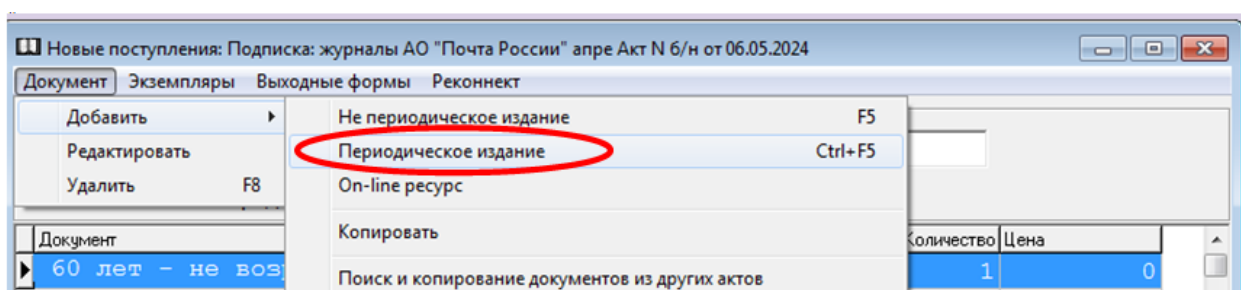 Новые поступления: Подписка: журналы АО "Почта России" апре Акт N б/н от 06.05.2024
Документ Экземпляры Выходные формы Реконнект
Добавить Не периодическое издание F5
Редактировать Периодическое издание Ctrl+F5
Удалить F8 On-line ресурс
Копировать
Документ Количество Цена
60 лет - не 1 0
Поиск и копирование документов из других актов